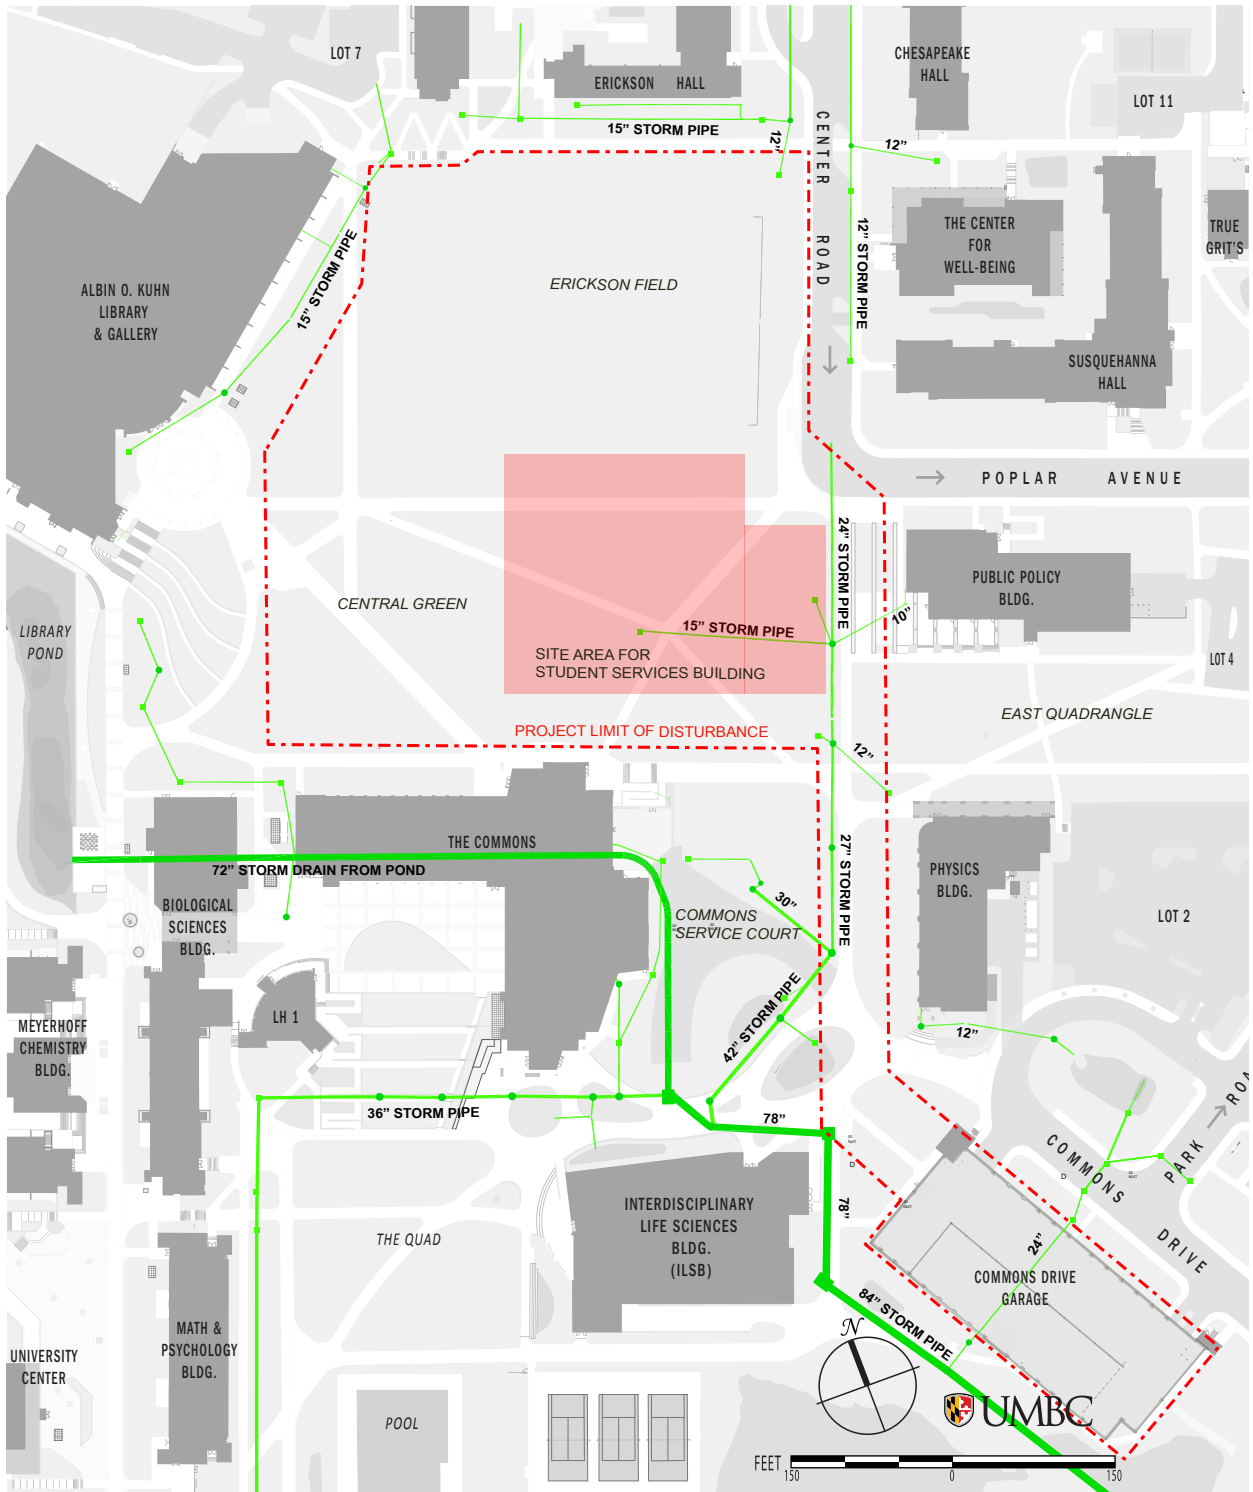 LOT 7
ERICKSON HALL
CHESAPEAKE
HALL
LOT 11
15” STORM PIPE
12”
CENTER ROAD
12”
12” STORM PIPE
THE CENTER
FOR
WELL-BEING
TRUE
GRIT'S
ERICKSON FIELD
15” STORM PIPE
ALBIN O. KUHN
LIBRARY
& GALLERY
SUSQUEHANNA
HALL
POPLAR AVENUE
24” STORM PIPE
PUBLIC POLICY
BLDG.
CENTRAL GREEN
10”
15” STORM PIPE
LIBRARY
POND
SITE AREA FOR
STUDENT SERVICES BUILDING
LOT 4
EAST QUADRANGLE
PROJECT LIMIT OF DISTURBANCE
12”
THE COMMONS
27” STORM PIPE
72” STORM DRAIN FROM POND
PHYSICS
BLDG.
30”
BIOLOGICAL
SCIENCES
BLDG.
COMMONS
SERVICE COURT
LOT 2
LH 1
MEYERHOFF
CHEMISTRY
BLDG.
42” STORM PIPE
12”
36” STORM PIPE
78”
COMMONS DRIVE
PARK ROA
D
D
INTERDISCIPLINARY
LIFE SCIENCES
BLDG.
(ILSB)
78”
THE QUAD
24”
COMMONS DRIVE
GARAGE
84” STORM PIPE
MATH &
PSYCHOLOGY
BLDG.
UNIVERSITY
CENTER
N
POOL
UMBC
FEET
150 0 150